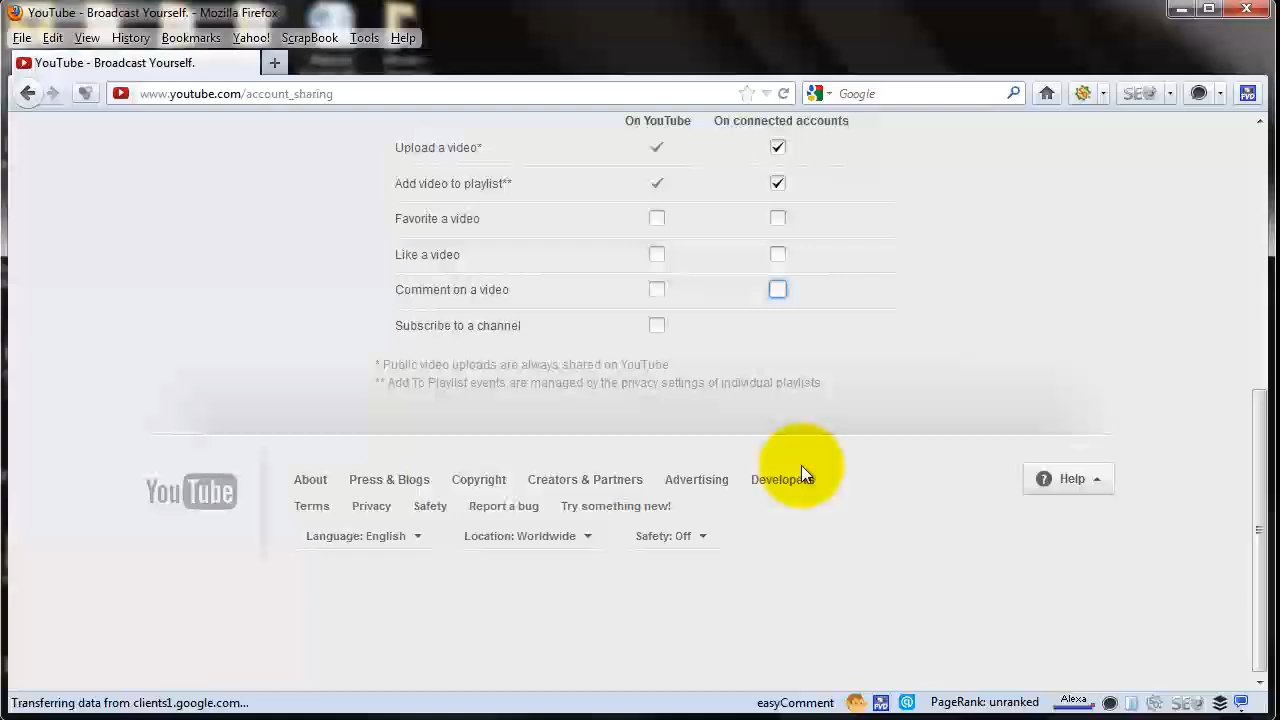 YouTube - Broadcast Yourself. - Mozilla Firefox
File Edit View History Bookmarks Yahoo! ScrapBook Tools Help
YouTube - Broadcast Yourself.
www.youtube.com/account_sharing
Google
SEO
FVD
On YouTube On connected accounts
Upload a video*
Add video to playlist**
Favorite a video
Like a video
Comment on a video
Subscribe to a channel
* Public video uploads are always shared on YouTube
** Add To Playlist events are managed by the privacy settings of individual playlists
YouTube
About Press & Blogs Copyright Creators & Partners Advertising Developers
Help
Terms Privacy Safety Report a bug Try something new!
Language: English Location: Worldwide Safety: Off
Transferring data from clients1.google.com...
easyComment
FVD
PageRank: unranked
Alexa
SEO